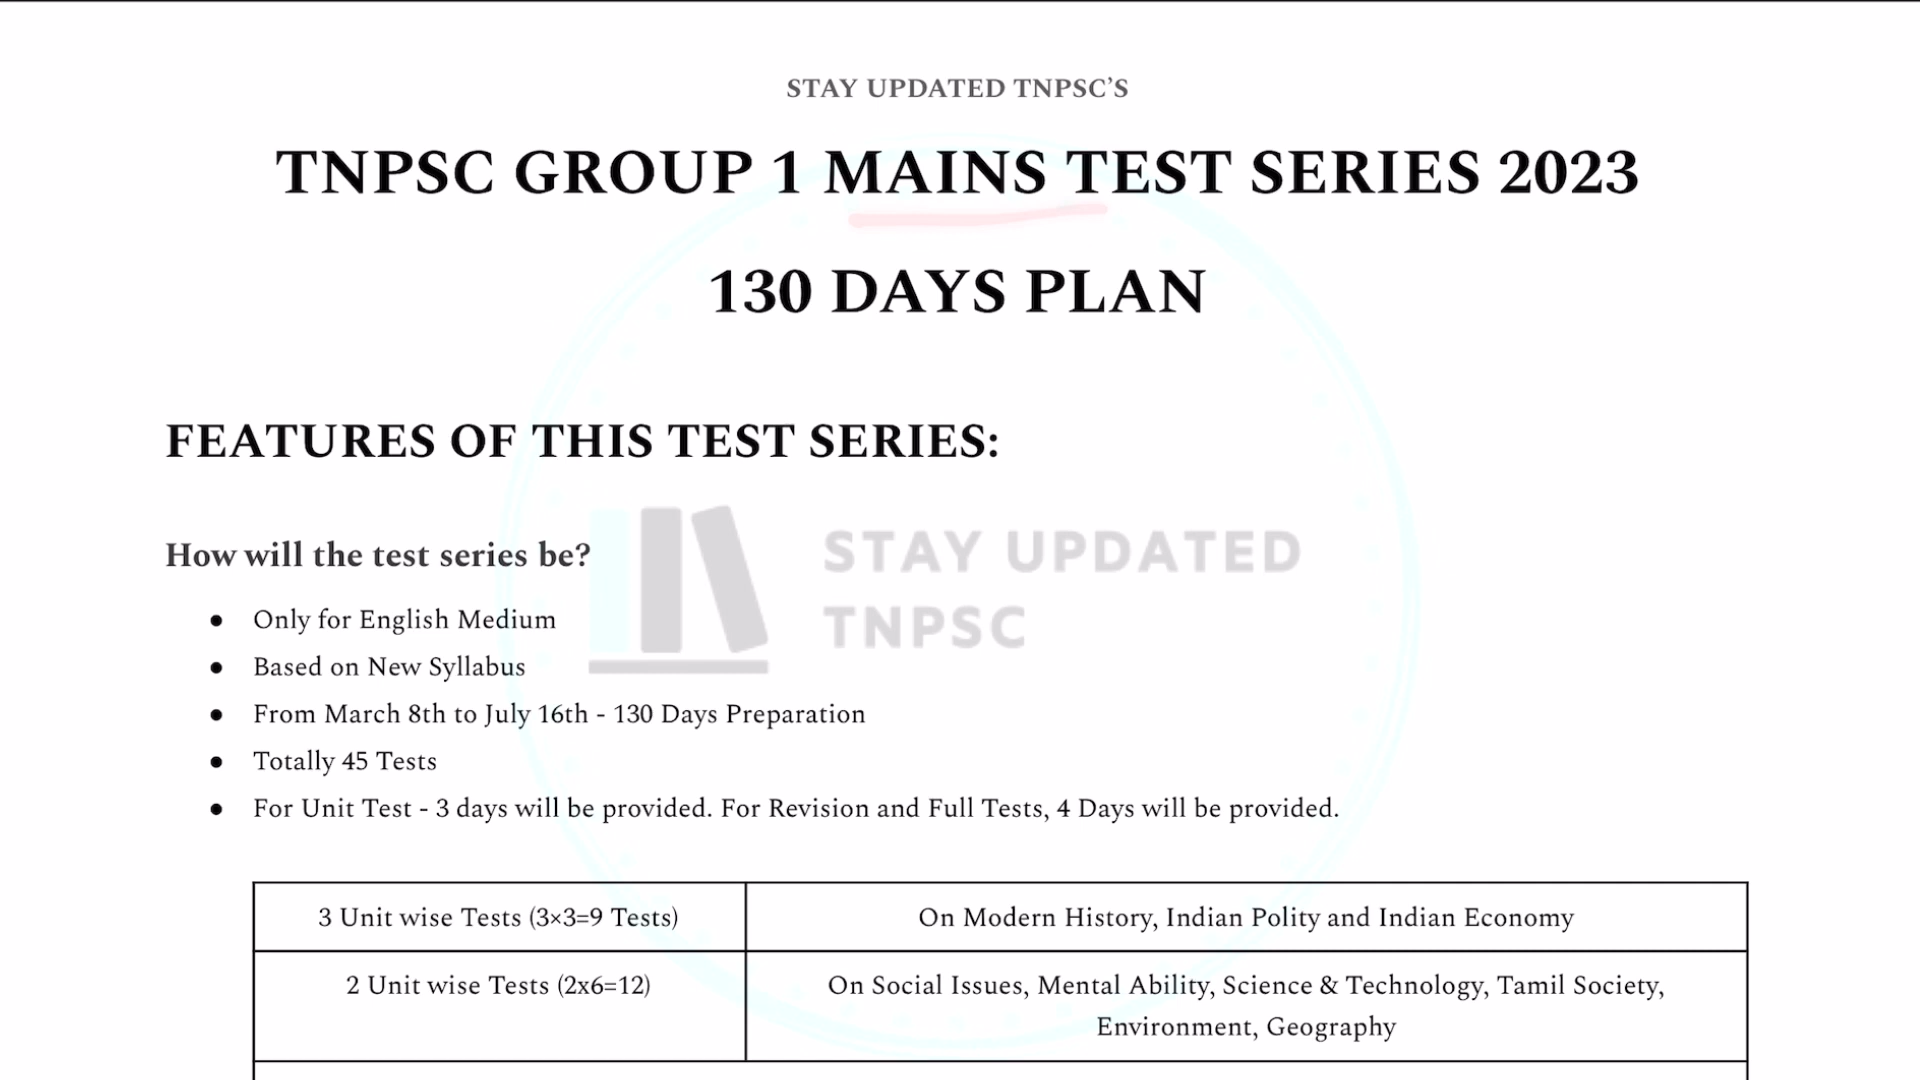 STAY UPDATED TNPSC’S
TNPSC GROUP 1 MAINS TEST SERIES 2023
130 DAYS PLAN
FEATURES OF THIS TEST SERIES:
How will the test series be?
● Only for English Medium
● Based on New Syllabus
● From March 8th to July 16th - 130 Days Preparation
● Totally 45 Tests
● For Unit Test - 3 days will be provided. For Revision and Full Tests, 4 Days will be provided.
STAY UPDATED
TNPSC
3 Unit wise Tests (3×3=9 Tests)
On Modern History, Indian Polity and Indian Economy
2 Unit wise Tests (2x6=12)
On Social Issues, Mental Ability, Science & Technology, Tamil Society,
Environment, Geography